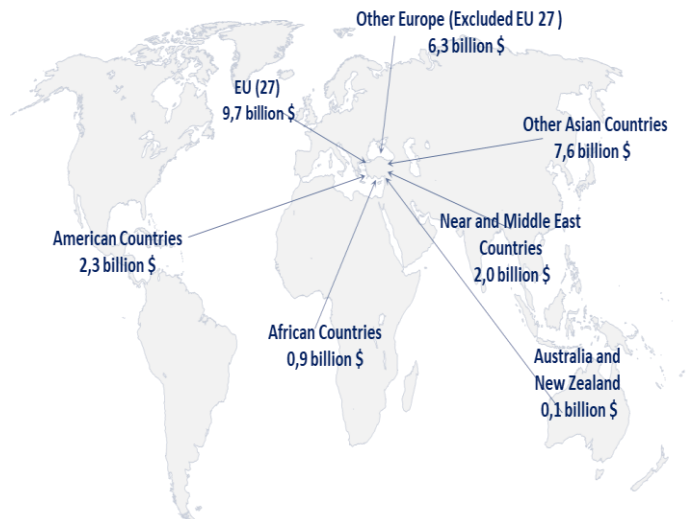 Other Europe (Excluded EU 27 )
6,3 billion $
EU (27)
9,7 billion $
Other Asian Countries
7,6 billion $
American Countries
2,3 billion $
Near and Middle East
Countries
2,0 billion $
African Countries
0,9 billion $
Australia and
New Zealand
0,1 billion $